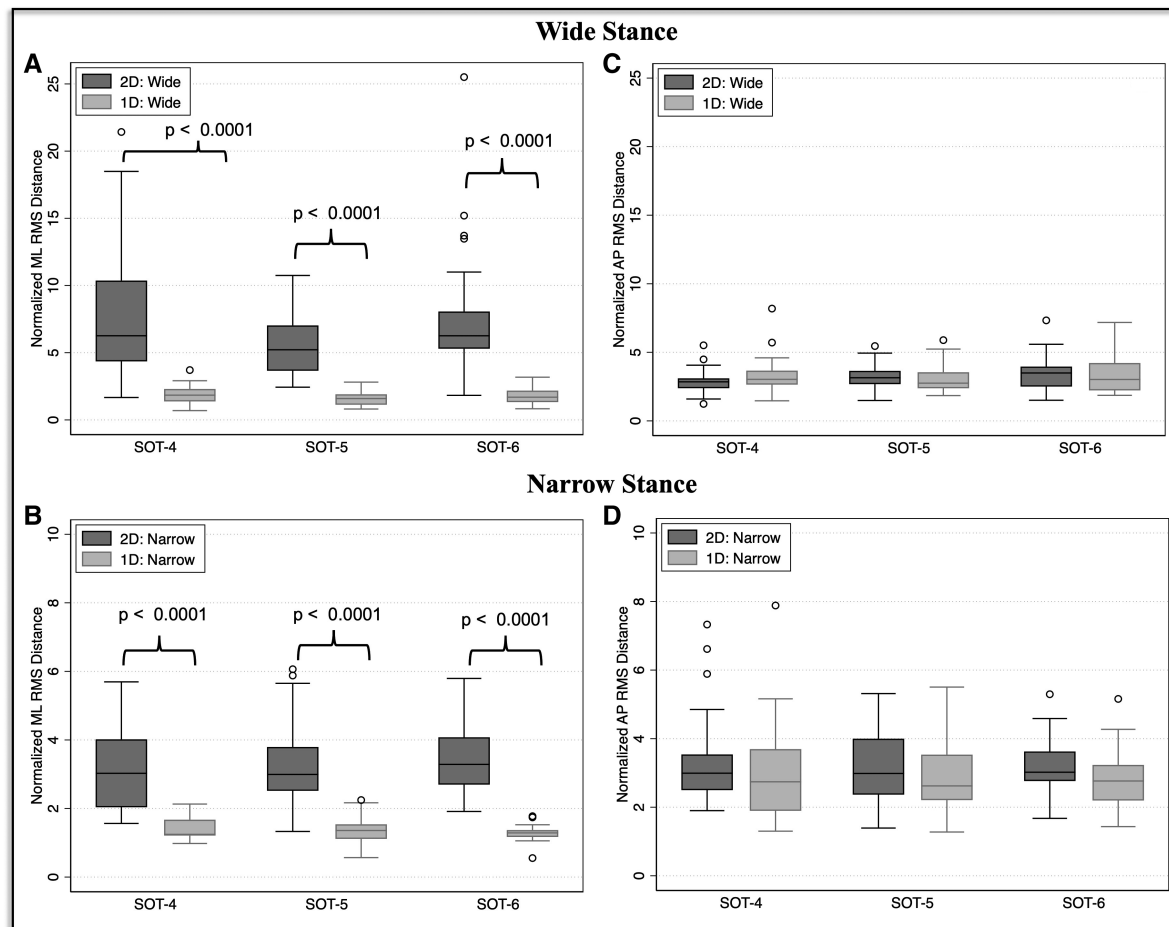 Wide Stance
A
Normalized ML RMS Distance
25
20
15
10
5
0
2D: Wide
1D: Wide
p < 0.0001
p < 0.0001
p < 0.0001
SOT-4
SOT-5
SOT-6
C
Normalized AP RMS Distance
25
20
15
10
5
0
2D: Wide
1D: Wide
SOT-4
SOT-5
SOT-6
Narrow Stance
B
Normalized ML RMS Distance
10
8
6
4
2
0
2D: Narrow
1D: Narrow
p < 0.0001
p < 0.0001
p < 0.0001
SOT-4
SOT-5
SOT-6
D
Normalized AP RMS Distance
10
8
6
4
2
0
2D: Narrow
1D: Narrow
SOT-4
SOT-5
SOT-6